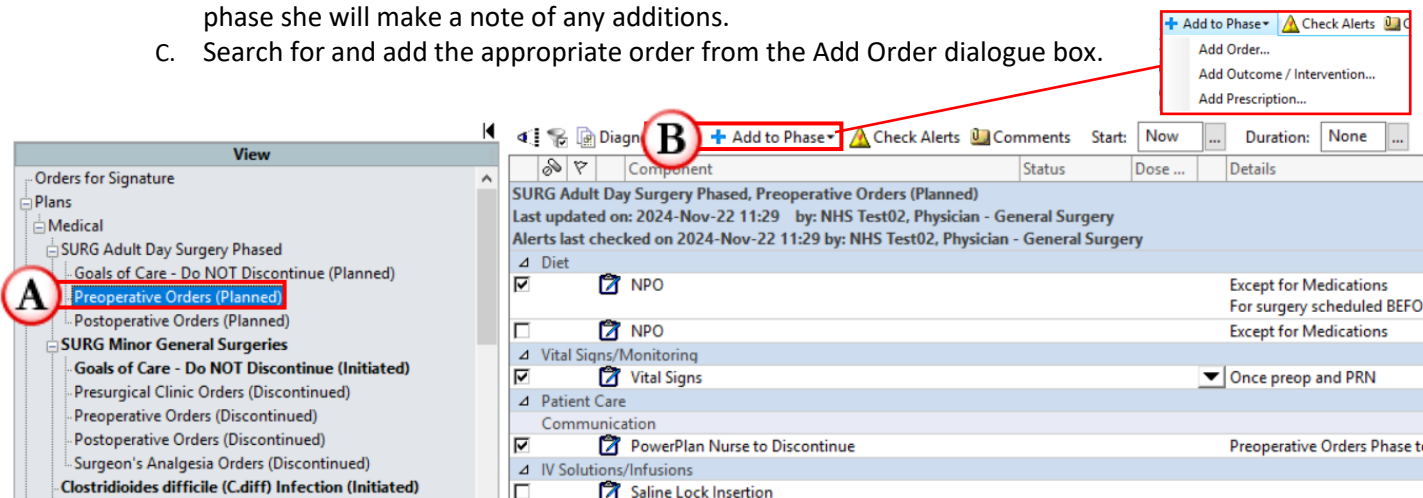 phase she will make a note of any additions.
C. Search for and add the appropriate order from the Add Order dialogue box.
Add to Phase Check Alerts
Add Order...
Add Outcome / Intervention...
Add Prescription...
View
Orders for Signature
Plans
Medical
SURG Adult Day Surgery Phased
Goals of Care - Do NOT Discontinue (Planned)
A Preoperative Orders (Planned)
Postoperative Orders (Planned)
SURG Minor General Surgeries
Goals of Care - Do NOT Discontinue (Initiated)
Presurgical Clinic Orders (Discontinued)
Preoperative Orders (Discontinued)
Postoperative Orders (Discontinued)
Surgeon's Analgesia Orders (Discontinued)
Clostridioides difficile (C.diff) Infection (Initiated)
Diagn B Add to Phase Check Alerts Comments Start: Now ... Duration: None ...
Component Status Dose ... Details
SURG Adult Day Surgery Phased, Preoperative Orders (Planned)
Last updated on: 2024-Nov-22 11:29 by: NHS Test02, Physician - General Surgery
Alerts last checked on 2024-Nov-22 11:29 by: NHS Test02, Physician - General Surgery
Diet
NPO Except for Medications
For surgery scheduled BEFO
NPO Except for Medications
Vital Signs/Monitoring
Vital Signs Once preop and PRN
Patient Care
Communication
PowerPlan Nurse to Discontinue Preoperative Orders Phase t
IV Solutions/Infusions
Saline Lock Insertion